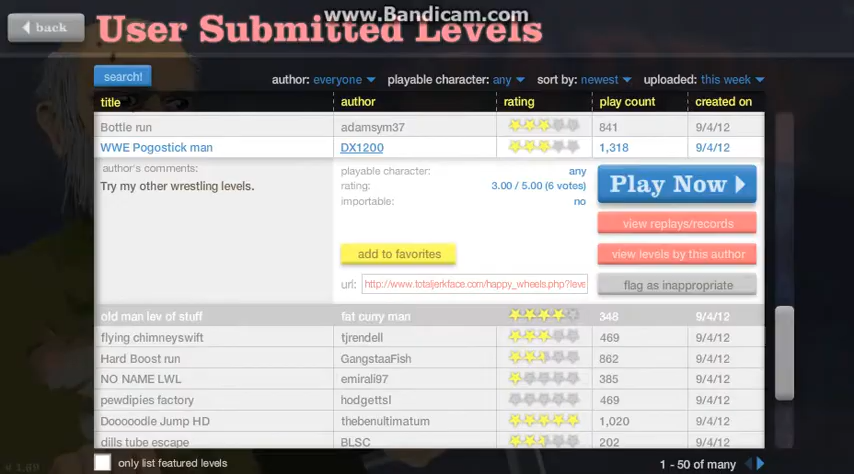 www.Bandicam.com
back
User Submitted Levels
search!
author: everyone playable character: any sort by: newest uploaded: this week
title author rating play count created on
Bottle run adamsym37 841 9/4/12
WWE Pogostick man DX1200 1,318 9/4/12
author's comments:
Try my other wrestling levels.
playable character: any
rating: 3.00 / 5.00 (6 votes)
importable: no
add to favorites
url: http://www.totaljerkface.com/happy_wheels.php?leve
Play Now
view replays/records
view levels by this author
flag as inappropriate
old man lev of stuff fat curry man 348 9/4/12
flying chimneyswift tjrendell 469 9/4/12
Hard Boost run GangstaaFish 862 9/4/12
NO NAME LWL emirali97 385 9/4/12
pewdipies factory hodgettsl 469 9/4/12
Dooooodle Jump HD thebenultimatum 1,020 9/4/12
dills tube escape BLSC 202 9/4/12
only list featured levels
1 - 50 of many